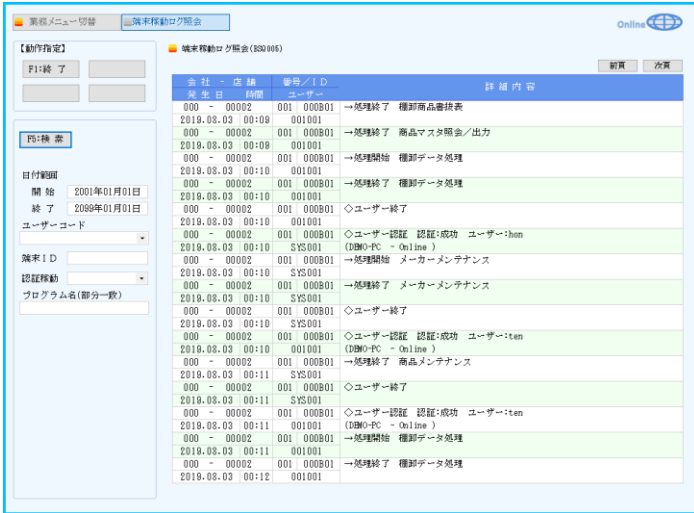 業務メニュー切替
端末稼動ログ照会
Online
【動作指定】
F1:終 了
端末稼動ログ照会(BS9005)
前頁 次頁
会 社 - 店 舗 番号/ID 詳 細 内 容
発 生 日 時間 ユーザー
000 - 00002 001 000B01 →処理終了 棚卸商品書抜表
2019.08.03 00:09 001001
000 - 00002 001 000B01 →処理終了 商品マスタ照会/出力
2019.08.03 00:09 001001
000 - 00002 001 000B01 →処理開始 棚卸データ処理
2019.08.03 00:10 001001
000 - 00002 001 000B01 →処理終了 棚卸データ処理
2019.08.03 00:10 001001
000 - 00002 001 000B01 ◇ユーザー終了
2019.08.03 00:10 001001
000 - 00002 001 000B01 ◇ユーザー認証 認証:成功 ユーザー:hon
2019.08.03 00:10 SYS001 (DEMO-PC - Online )
000 - 00002 001 000B01 →処理開始 メーカーメンテナンス
2019.08.03 00:10 SYS001
000 - 00002 001 000B01 →処理終了 メーカーメンテナンス
2019.08.03 00:10 SYS001
000 - 00002 001 000B01 ◇ユーザー終了
2019.08.03 00:10 SYS001
000 - 00002 001 000B01 ◇ユーザー認証 認証:成功 ユーザー:ten
2019.08.03 00:10 001001 (DEMO-PC - Online )
000 - 00002 001 000B01 →処理終了 商品メンテナンス
2019.08.03 00:11 SYS001
000 - 00002 001 000B01 ◇ユーザー終了
2019.08.03 00:11 SYS001
000 - 00002 001 000B01 ◇ユーザー認証 認証:成功 ユーザー:ten
2019.08.03 00:11 001001 (DEMO-PC - Online )
000 - 00002 001 000B01 →処理開始 棚卸データ処理
2019.08.03 00:11 001001
000 - 00002 001 000B01 →処理終了 棚卸データ処理
2019.08.03 00:12 001001
F5:検 索
日付範囲
開 始 2001年01月01日
終 了 2099年01月01日
ユーザーコード
端末ID
認証稼動
プログラム名(部分一致)